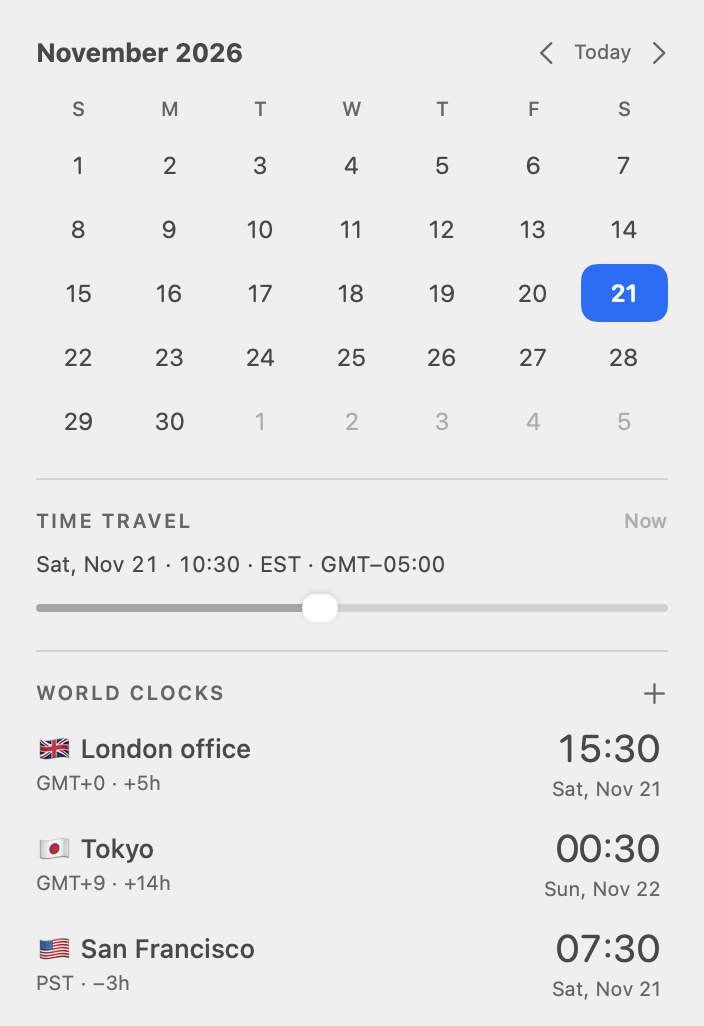 November 2026 Today
S M T W T F S
1 2 3 4 5 6 7
8 9 10 11 12 13 14
15 16 17 18 19 20 21
22 23 24 25 26 27 28
29 30 1 2 3 4 5
TIME TRAVEL Now
Sat, Nov 21 · 10:30 · EST · GMT−05:00
WORLD CLOCKS
London office 15:30
GMT+0 · +5h Sat, Nov 21
Tokyo 00:30
GMT+9 · +14h Sun, Nov 22
San Francisco 07:30
PST · −3h Sat, Nov 21